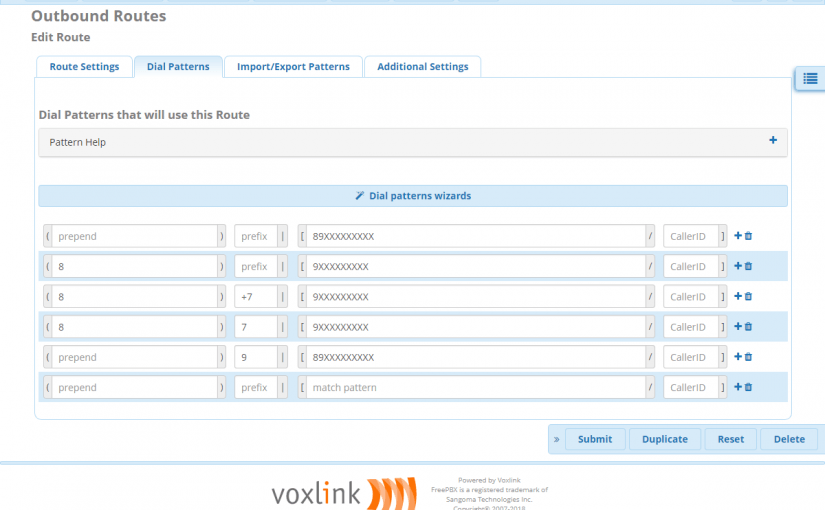 Outbound Routes
Edit Route
Route Settings Dial Patterns Import/Export Patterns Additional Settings
Dial Patterns that will use this Route
Pattern Help +
Dial patterns wizards
( prepend ) prefix | [ 89XXXXXXXXX / CallerID ] +
( 8 ) prefix | [ 9XXXXXXXXX / CallerID ] +
( 8 ) +7 | [ 9XXXXXXXXX / CallerID ] +
( 8 ) 7 | [ 9XXXXXXXXX / CallerID ] +
( prepend ) 9 | [ 89XXXXXXXXX / CallerID ] +
( prepend ) prefix | [ match pattern / CallerID ] +
» Submit Duplicate Reset Delete
voxlink
Powered by Voxlink
FreePBX is a registered trademark of
Sangoma Technologies Inc.
Copyright© 2007-2018